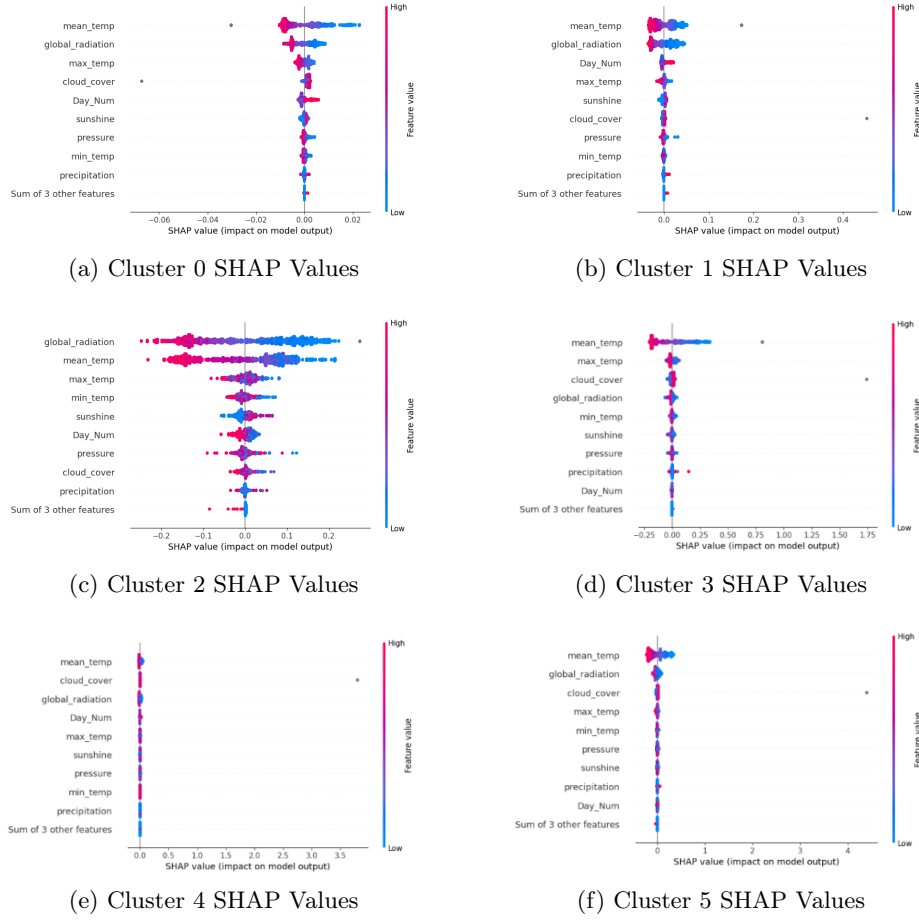 High
mean_temp
global_radiation
max_temp
cloud_cover
Day_Num
sunshine
pressure
min_temp
precipitation
Sum of 3 other features
Feature value
Low
−0.06 −0.04 −0.02 0.00 0.02
SHAP value (impact on model output)
(a) Cluster 0 SHAP Values
High
mean_temp
global_radiation
Day_Num
max_temp
sunshine
cloud_cover
pressure
min_temp
precipitation
Sum of 3 other features
Feature value
Low
0.0 0.1 0.2 0.3 0.4
SHAP value (impact on model output)
(b) Cluster 1 SHAP Values
High
global_radiation
mean_temp
max_temp
min_temp
sunshine
Day_Num
pressure
cloud_cover
precipitation
Sum of 3 other features
Feature value
Low
−0.2 −0.1 0.0 0.1 0.2
SHAP value (impact on model output)
(c) Cluster 2 SHAP Values
High
mean_temp
max_temp
cloud_cover
global_radiation
min_temp
sunshine
pressure
precipitation
Day_Num
Sum of 3 other features
Feature value
Low
−0.25 0.00 0.25 0.50 0.75 1.00 1.25 1.50 1.75
SHAP value (impact on model output)
(d) Cluster 3 SHAP Values
High
mean_temp
cloud_cover
global_radiation
Day_Num
max_temp
sunshine
pressure
min_temp
precipitation
Sum of 3 other features
Feature value
Low
0.0 0.5 1.0 1.5 2.0 2.5 3.0 3.5
SHAP value (impact on model output)
(e) Cluster 4 SHAP Values
High
mean_temp
global_radiation
cloud_cover
max_temp
min_temp
pressure
sunshine
precipitation
Day_Num
Sum of 3 other features
Feature value
Low
0 1 2 3 4
SHAP value (impact on model output)
(f) Cluster 5 SHAP Values